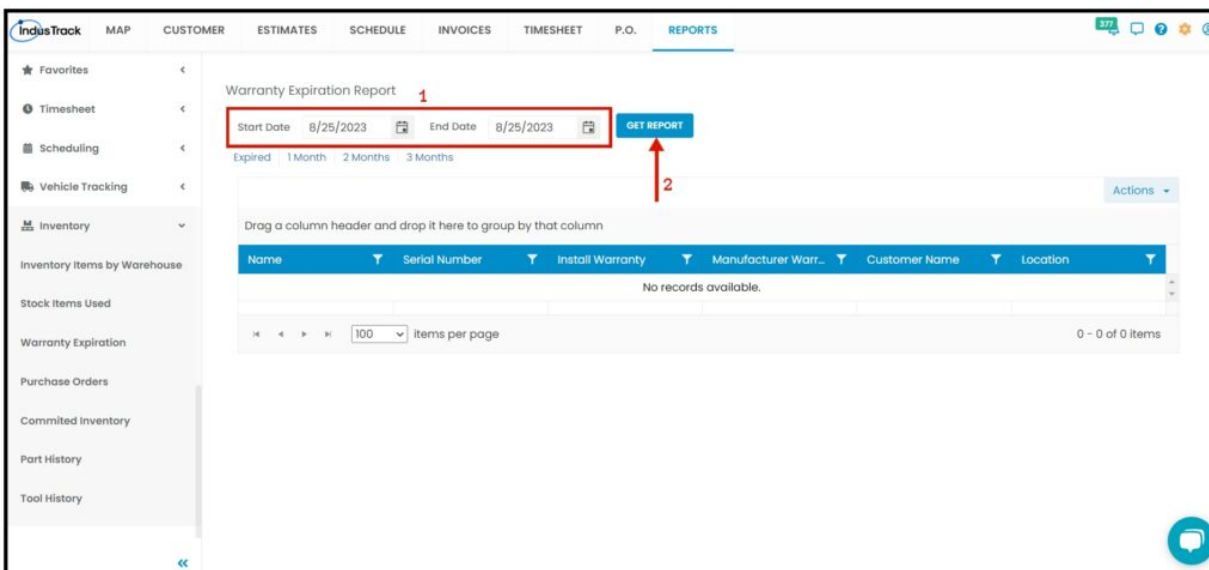 IndusTrack MAP CUSTOMER ESTIMATES SCHEDULE INVOICES TIMESHEET P.O. REPORTS 377
Favorites
Timesheet
Scheduling
Vehicle Tracking
Inventory
Inventory Items by Warehouse
Stock Items Used
Warranty Expiration
Purchase Orders
Commited Inventory
Part History
Tool History
Warranty Expiration Report
1
Start Date 8/25/2023 End Date 8/25/2023 GET REPORT
Expired 1 Month 2 Months 3 Months
2
Actions
Drag a column header and drop it here to group by that column
Name Serial Number Install Warranty Manufacturer Warr... Customer Name Location
No records available.
100 items per page 0 - 0 of 0 items